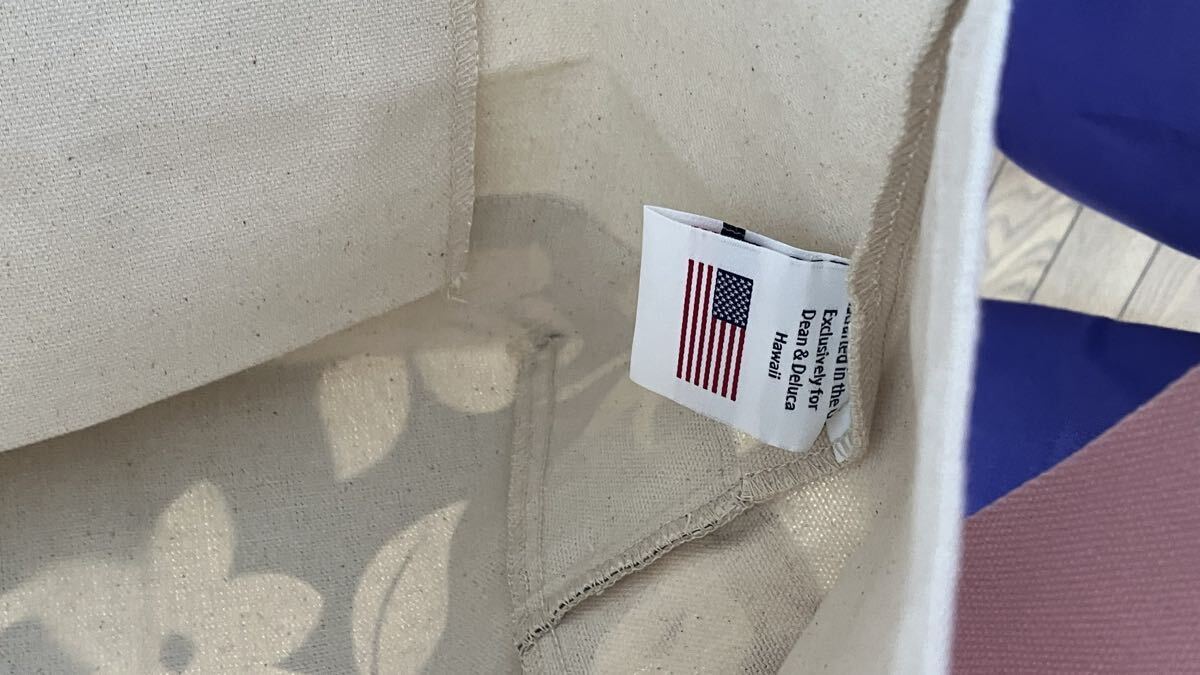 in the
Exclusively for
Dean & Deluca
Hawaii